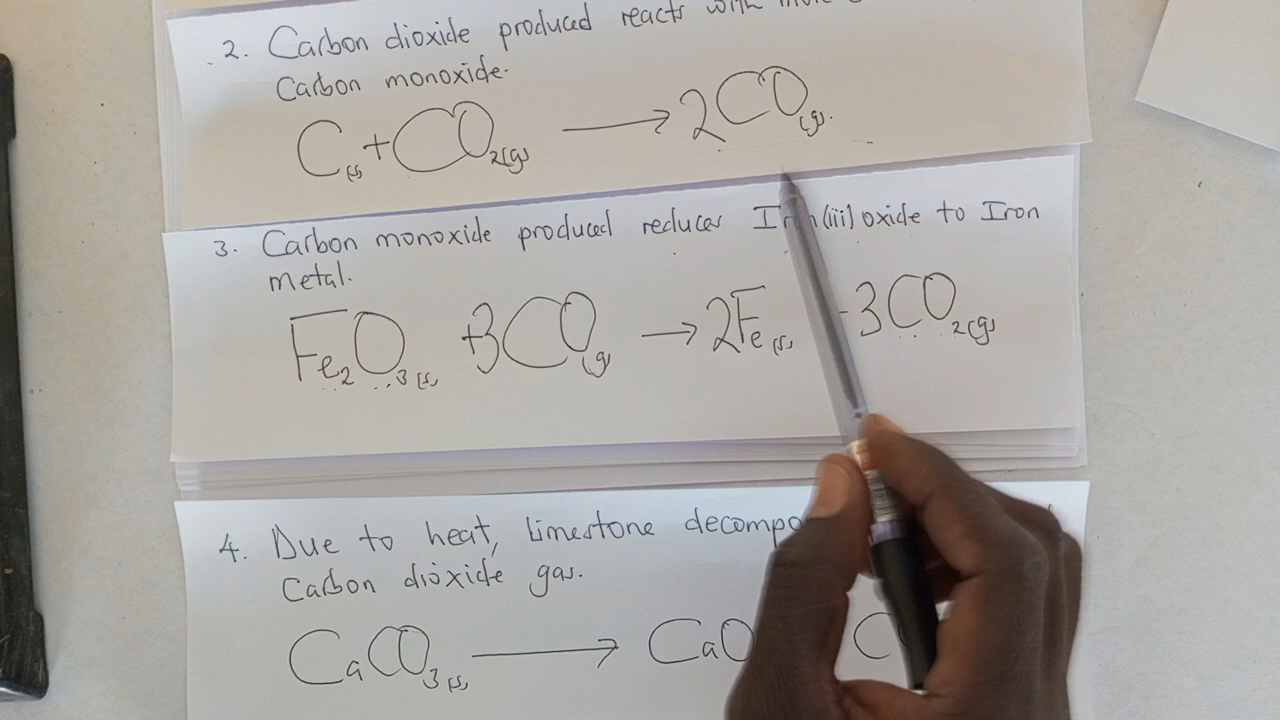 2. Carbon dioxide produced reacts with
Carbon monoxide.
C(s) + CO2(g) → 2CO(g).
3. Carbon monoxide produced reduces Iron(iii) oxide to Iron
metal.
Fe2O3(s) + 3CO(g) → 2Fe(s) 3CO2(g)
4. Due to heat, limestone
Carbon dioxide gas.
CaCO3(s) → CaO